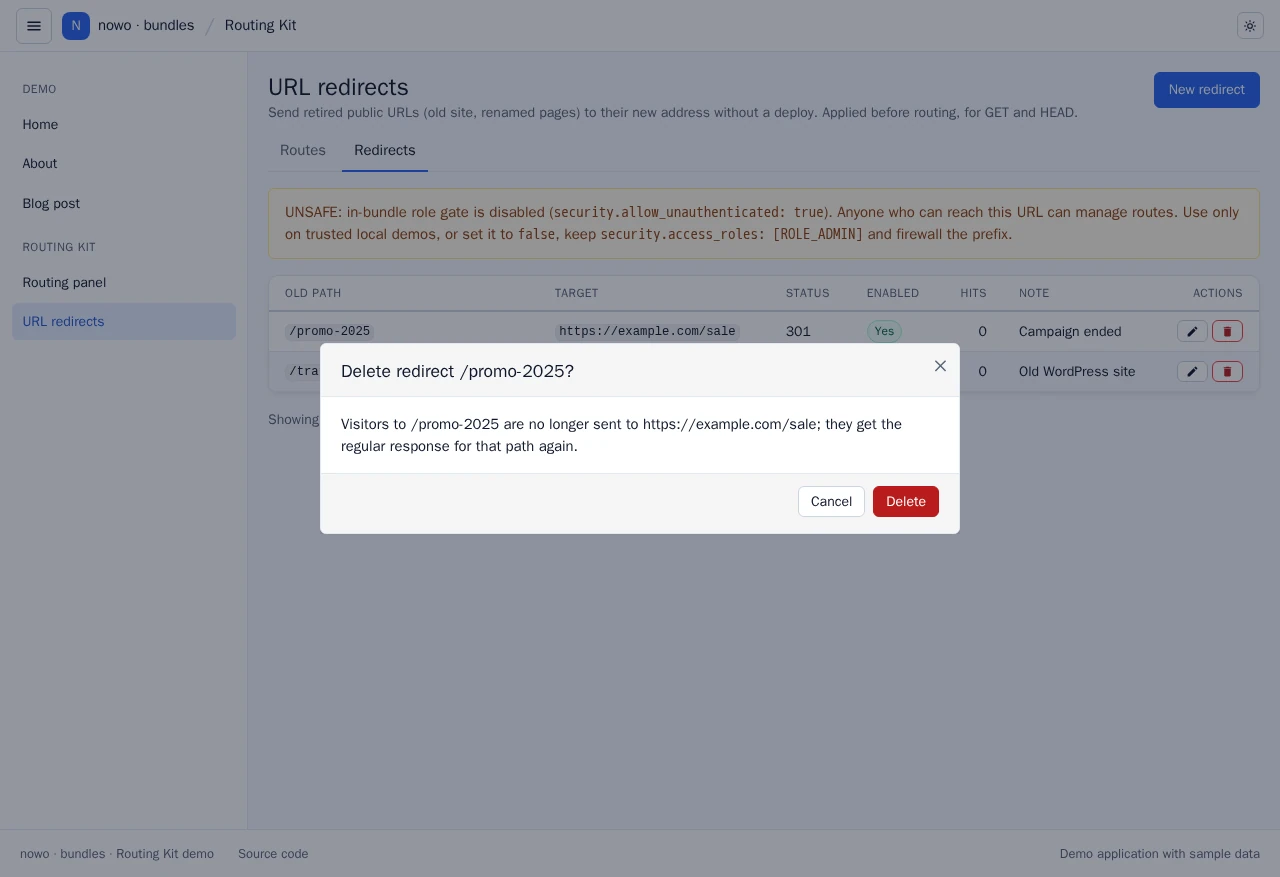 N nowo · bundles / Routing Kit
DEMO
Home
About
Blog post
ROUTING KIT
Routing panel
URL redirects
URL redirects
New redirect
Send retired public URLs (old site, renamed pages) to their new address without a deploy. Applied before routing, for GET and HEAD.
Routes Redirects
UNSAFE: in-bundle role gate is disabled (security.allow_unauthenticated: true). Anyone who can reach this URL can manage routes. Use only
on trusted local demos, or set it to false, keep security.access_roles: [ROLE_ADMIN] and firewall the prefix.
OLD PATH TARGET STATUS ENABLED HITS NOTE ACTIONS
/promo-2025 https://example.com/sale 301 Yes 0 Campaign ended
/tra 0 Old WordPress site
Showing
Delete redirect /promo-2025?
Visitors to /promo-2025 are no longer sent to https://example.com/sale; they get the
regular response for that path again.
Cancel Delete
nowo · bundles · Routing Kit demo Source code Demo application with sample data